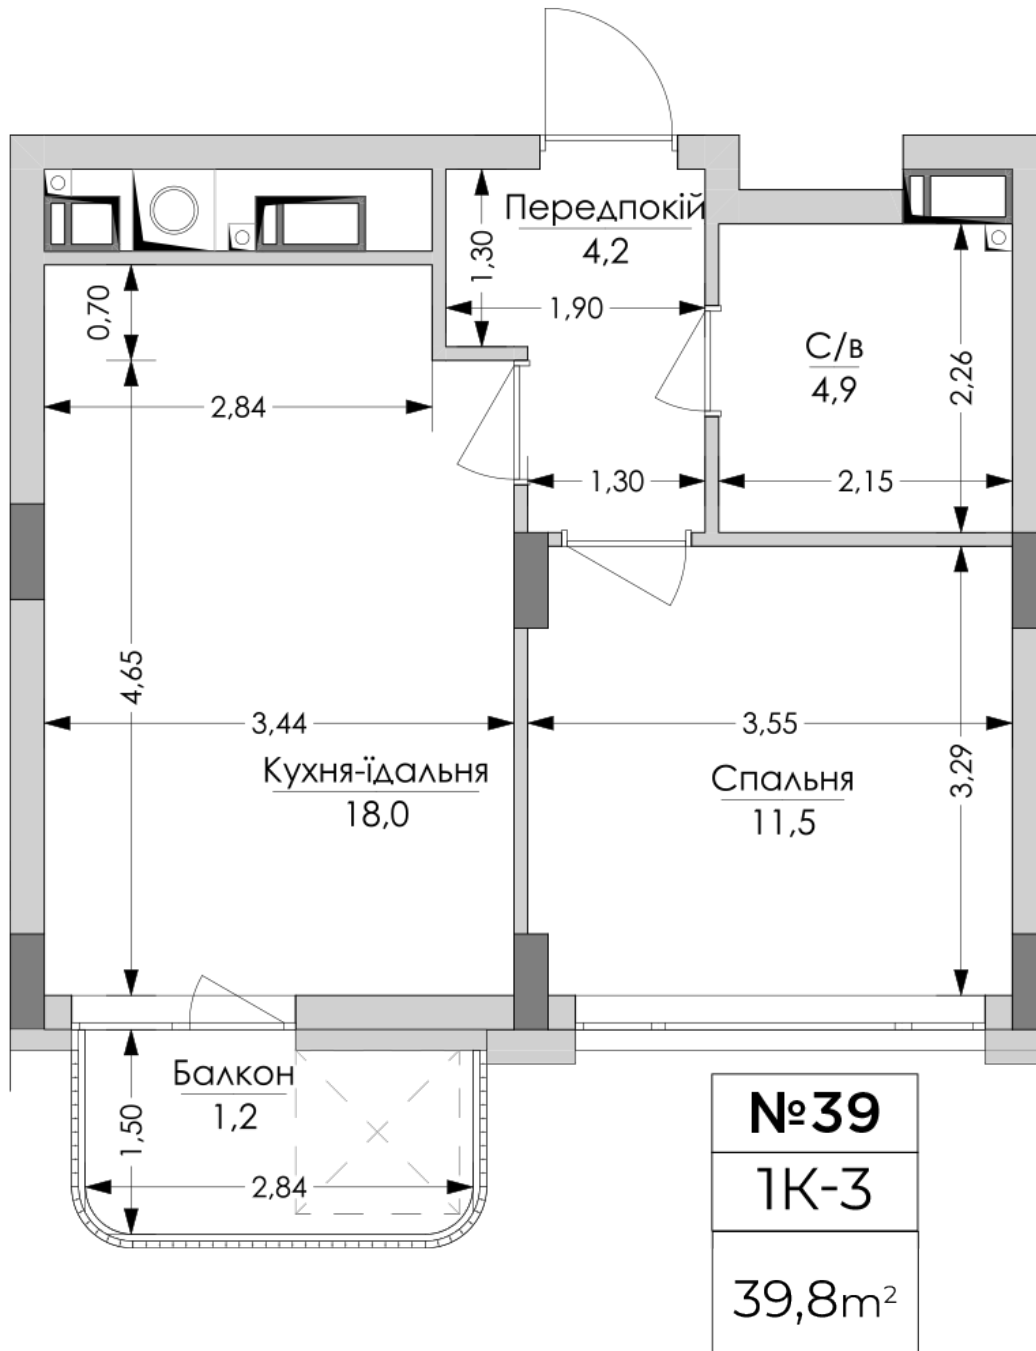 Передпокій
4,2
1,30
1,90
0,70
С/в
4,9
2,26
2,84
1,30
2,15
4,65
3,44
3,55
3,29
Кухня-їдальня
18,0
Спальня
11,5
Балкон
1,2
1,50
2,84
№39
1К-3
39,8m²